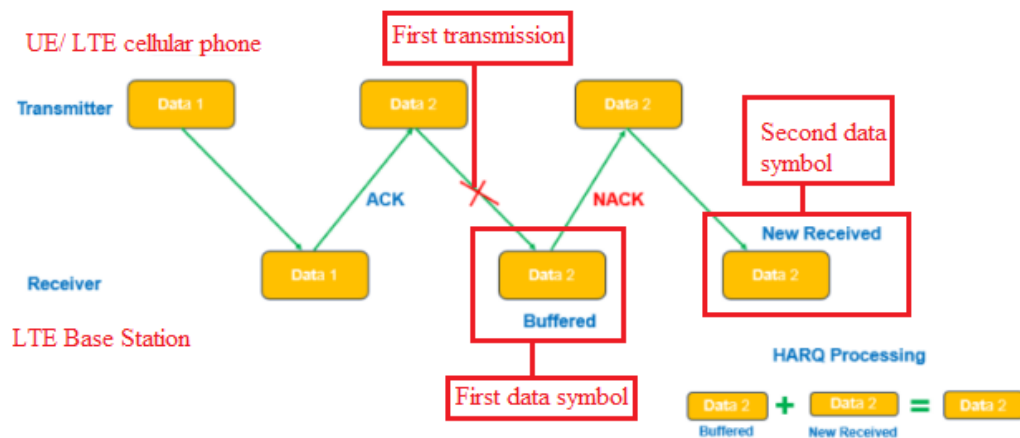 UE/ LTE cellular phone
First transmission
Transmitter
Data 1
Data 2
Data 2
Second data
symbol
ACK
NACK
New Received
Receiver
Data 1
Data 2
Data 2
Buffered
LTE Base Station
First data symbol
HARQ Processing
Data 2 + Data 2 = Data 2
Buffered
New Received